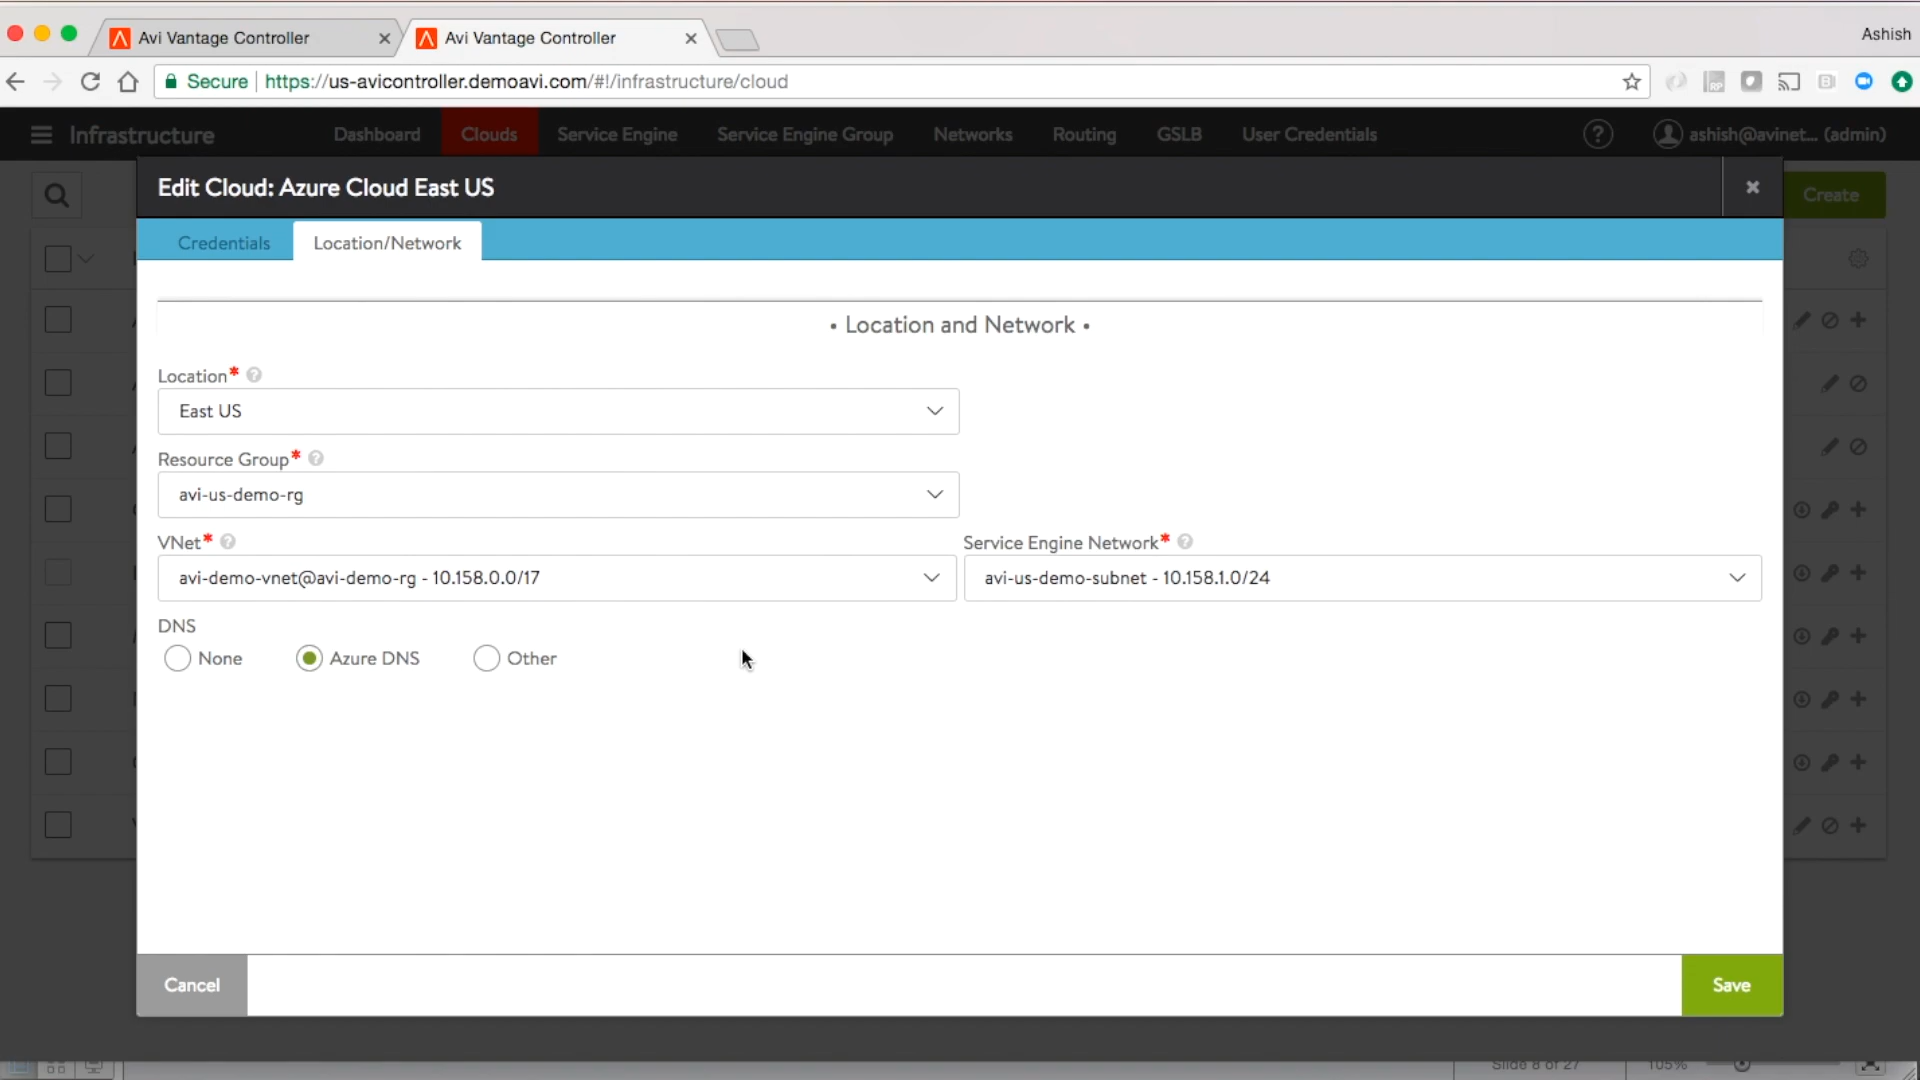 Avi Vantage Controller
Avi Vantage Controller
Ashish
Secure https://us-avicontroller.demoavi.com/#!/infrastructure/cloud
Infrastructure Dashboard Clouds Service Engine Service Engine Group Networks Routing GSLB User Credentials ashish@avinet... (admin)
Edit Cloud: Azure Cloud East US
Create
Credentials Location/Network
• Location and Network •
Location* ?
East US
Resource Group* ?
avi-us-demo-rg
VNet* ?
Service Engine Network* ?
avi-demo-vnet@avi-demo-rg - 10.158.0.0/17
avi-us-demo-subnet - 10.158.1.0/24
DNS
None Azure DNS Other
Cancel Save
Slide 8 of 27 105%